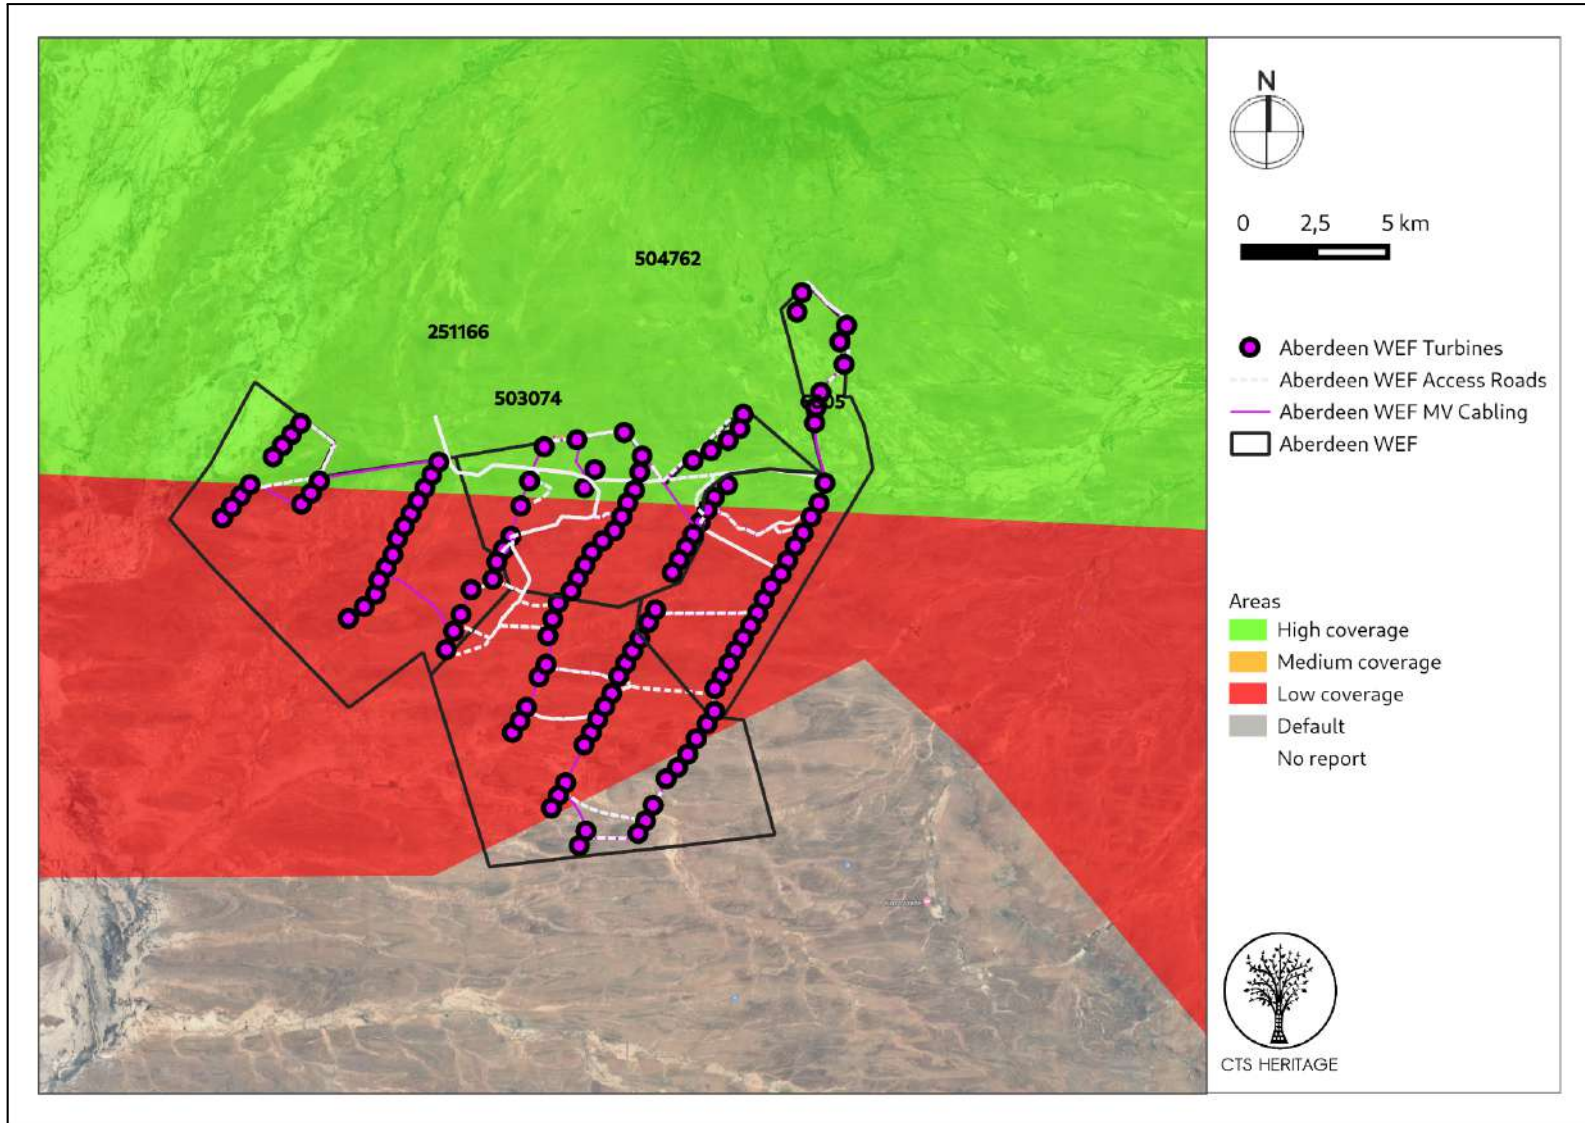 N
0 2,5 5 km
504762
251166
503074
Aberdeen WEF Turbines
Aberdeen WEF Access Roads
Aberdeen WEF MV Cabling
Aberdeen WEF
Areas
High coverage
Medium coverage
Low coverage
Default
No report
CTS HERITAGE